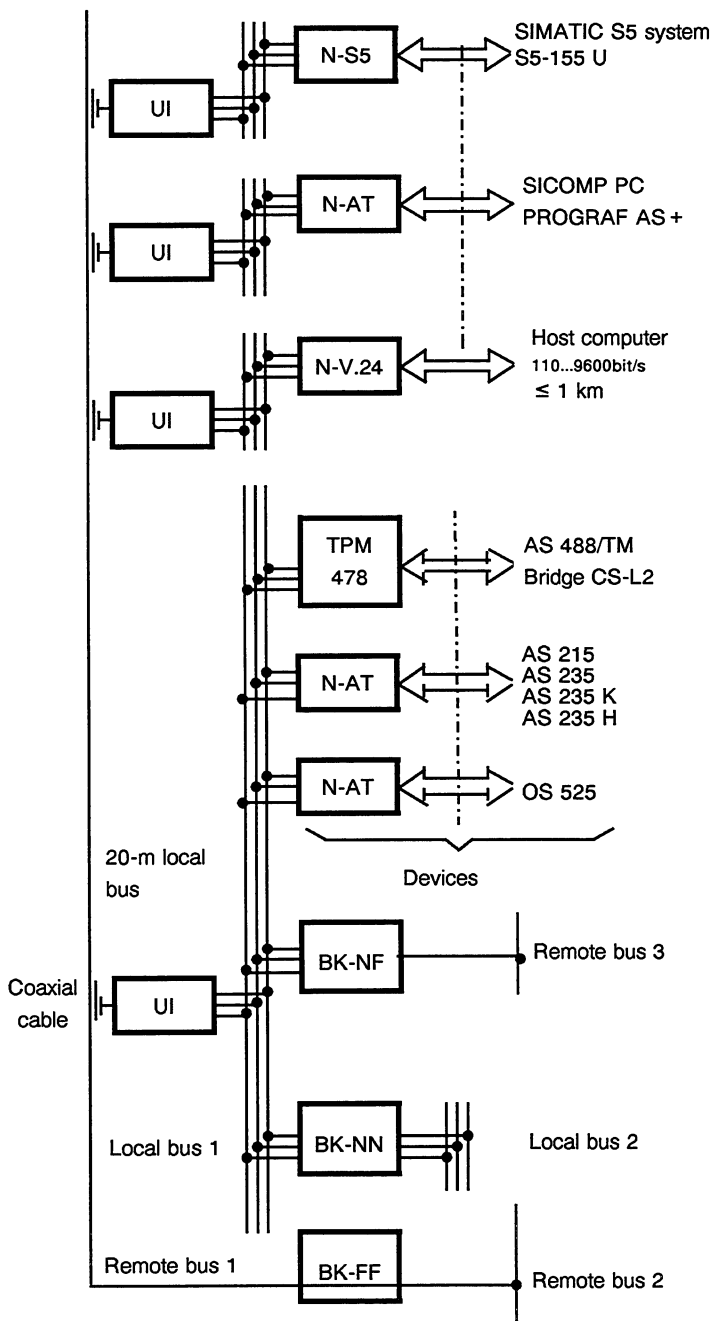 SIMATIC S5 system
N-S5
S5-155 U
UI
SICOMP PC
N-AT
PROGRAF AS +
UI
Host computer
N-V.24
110...9600bit/s
≤ 1 km
UI
TPM
478
AS 488/TM
Bridge CS-L2
AS 215
N-AT
AS 235
AS 235 K
AS 235 H
N-AT
OS 525
20-m local
bus
Devices
BK-NF
Remote bus 3
Coaxial
cable
UI
Local bus 1
BK-NN
Local bus 2
Remote bus 1
BK-FF
Remote bus 2